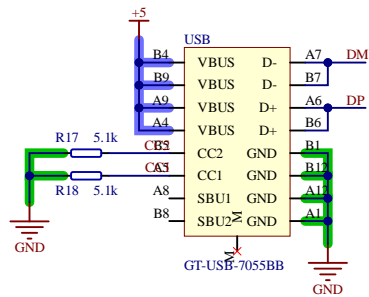 +5
USB
B4 VBUS D- A7 DM
B9 VBUS D- B7
A9 VBUS D+ A6 DP
A4 VBUS D+ B6
R17 5.1k B5 CC2 GND B1
R18 5.1k A5 CC1 GND B12
A8 SBU1 GND A12
B8 SBU2 GND A1
M
M
GND
GT-USB-7055BB
GND